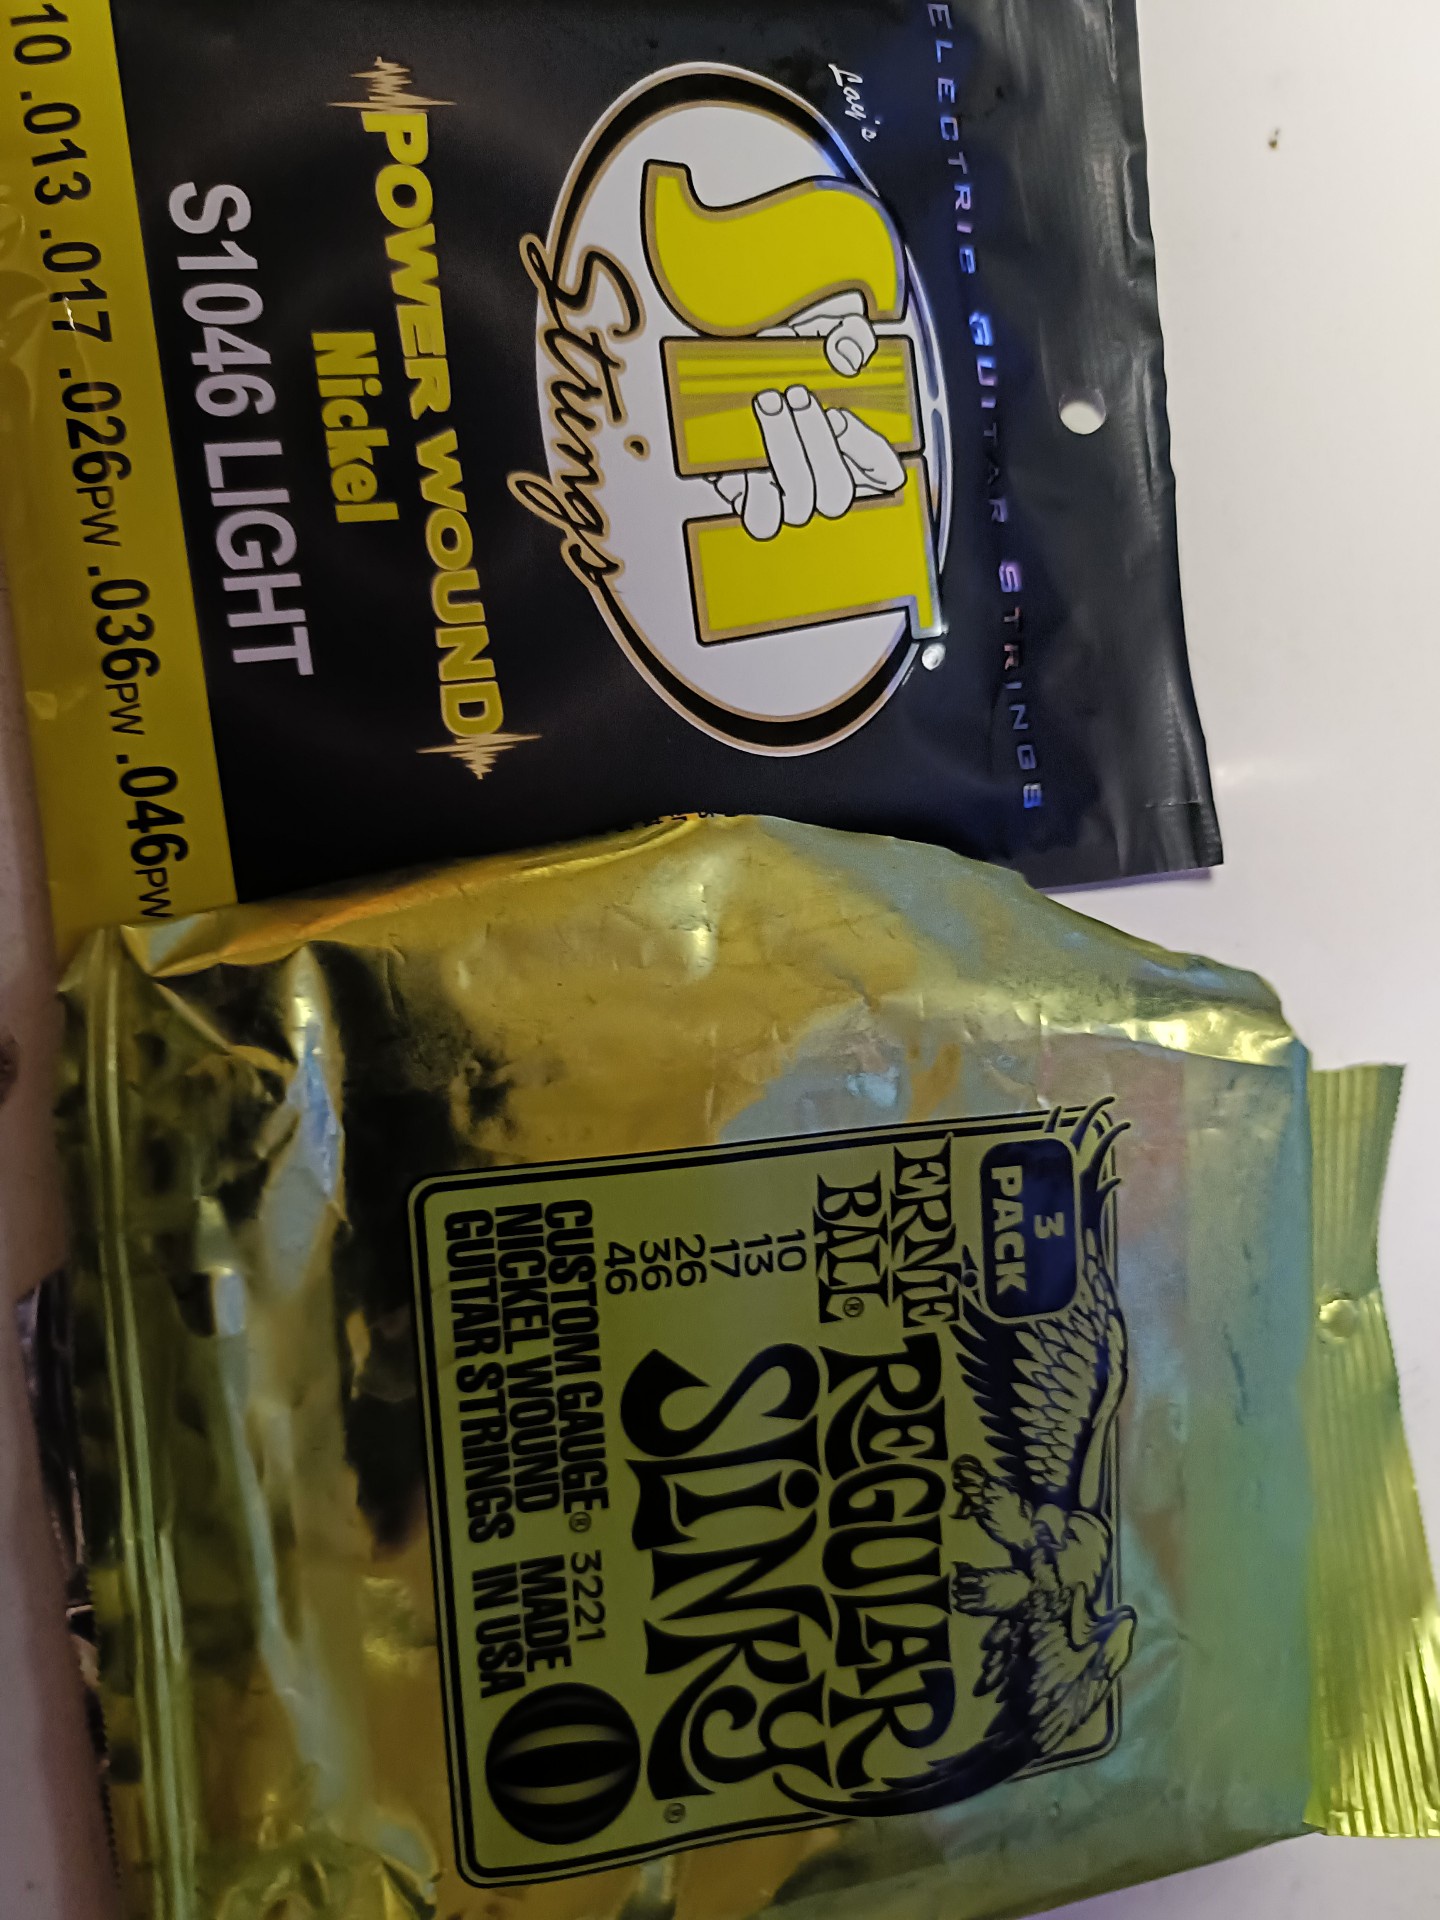 ELECTRIC GUITAR STRINGS
SIT
Strings
POWER WOUND
Nickel
S1046 LIGHT
10 .013 .017 .026PW .036PW .046PW
3
PACK
ERNIE
BALL®
REGULAR
SLINKY®
10
13
17
26
36
46
CUSTOM GAUGE® 3221
NICKEL WOUND MADE
GUITAR STRINGS IN USA